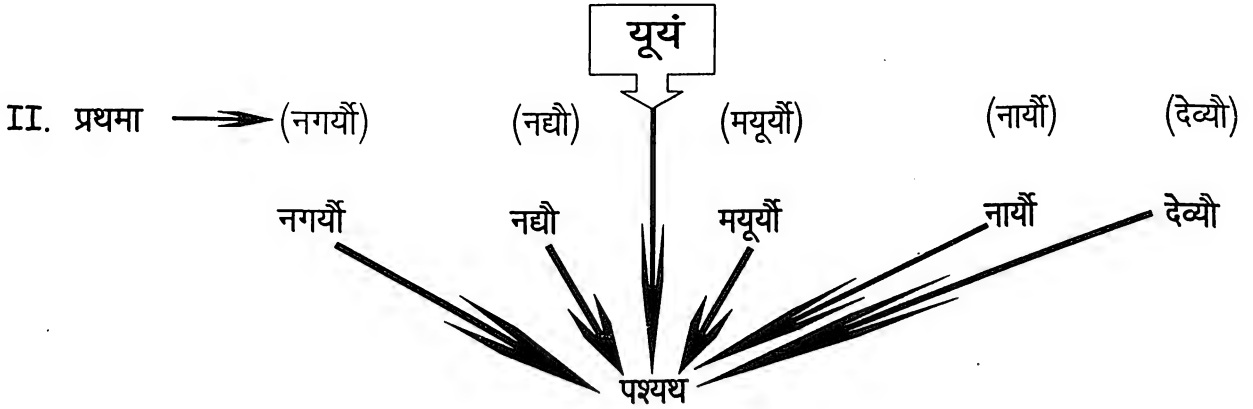 यूयं
II. प्रथमा (नगर्यौ) (नद्यौ) (मयूर्यौ) (नार्यौ) (देव्यौ)
नगर्यौ नद्यौ मयूर्यौ नार्यौ देव्यौ
पश्यथ